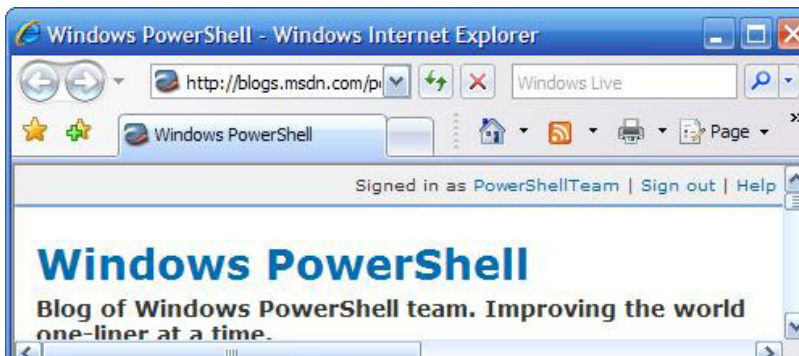 Windows PowerShell - Windows Internet Explorer
http://blogs.msdn.com/p
Windows Live
Windows PowerShell
Page
Signed in as PowerShellTeam | Sign out | Help
Windows PowerShell
Blog of Windows PowerShell team. Improving the world
one-liner at a time.